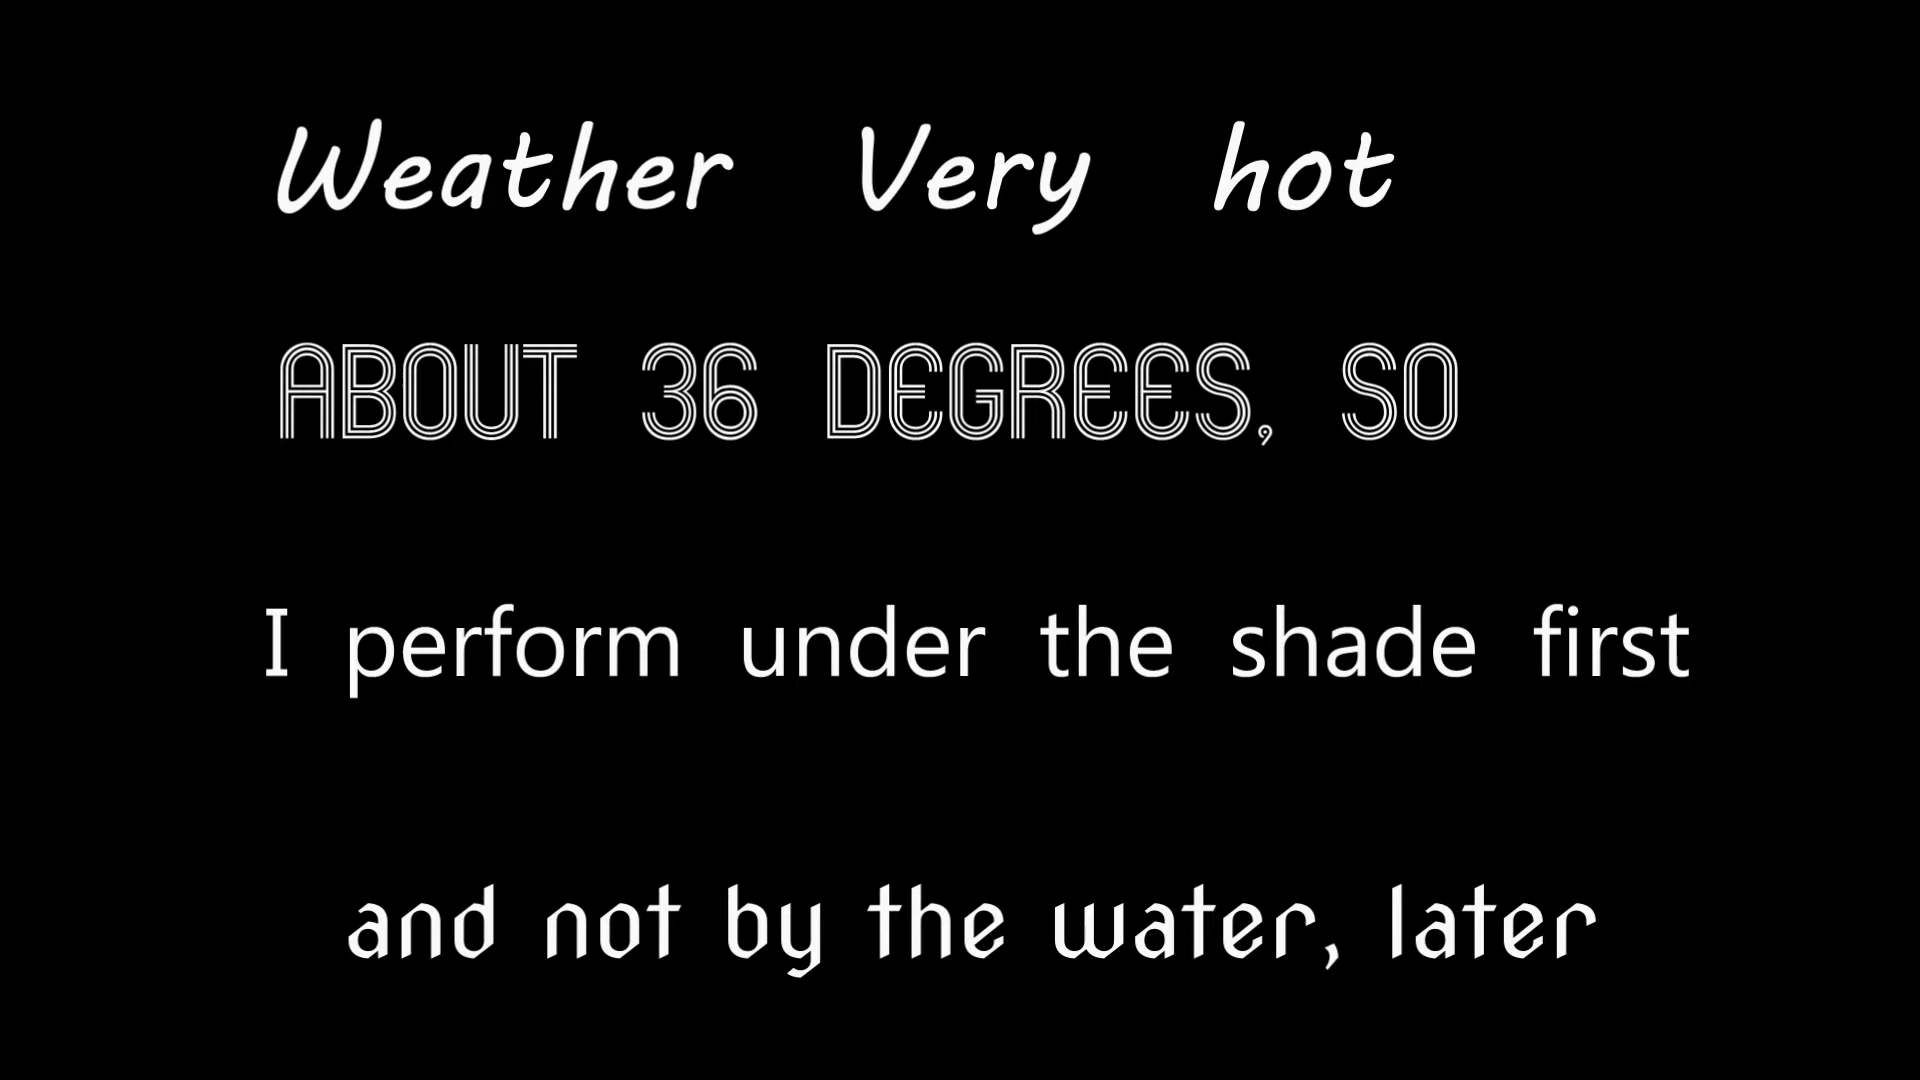 Weather Very hot
ABOUT 36 DEGREES, SO
I perform under the shade first
and not by the water, later